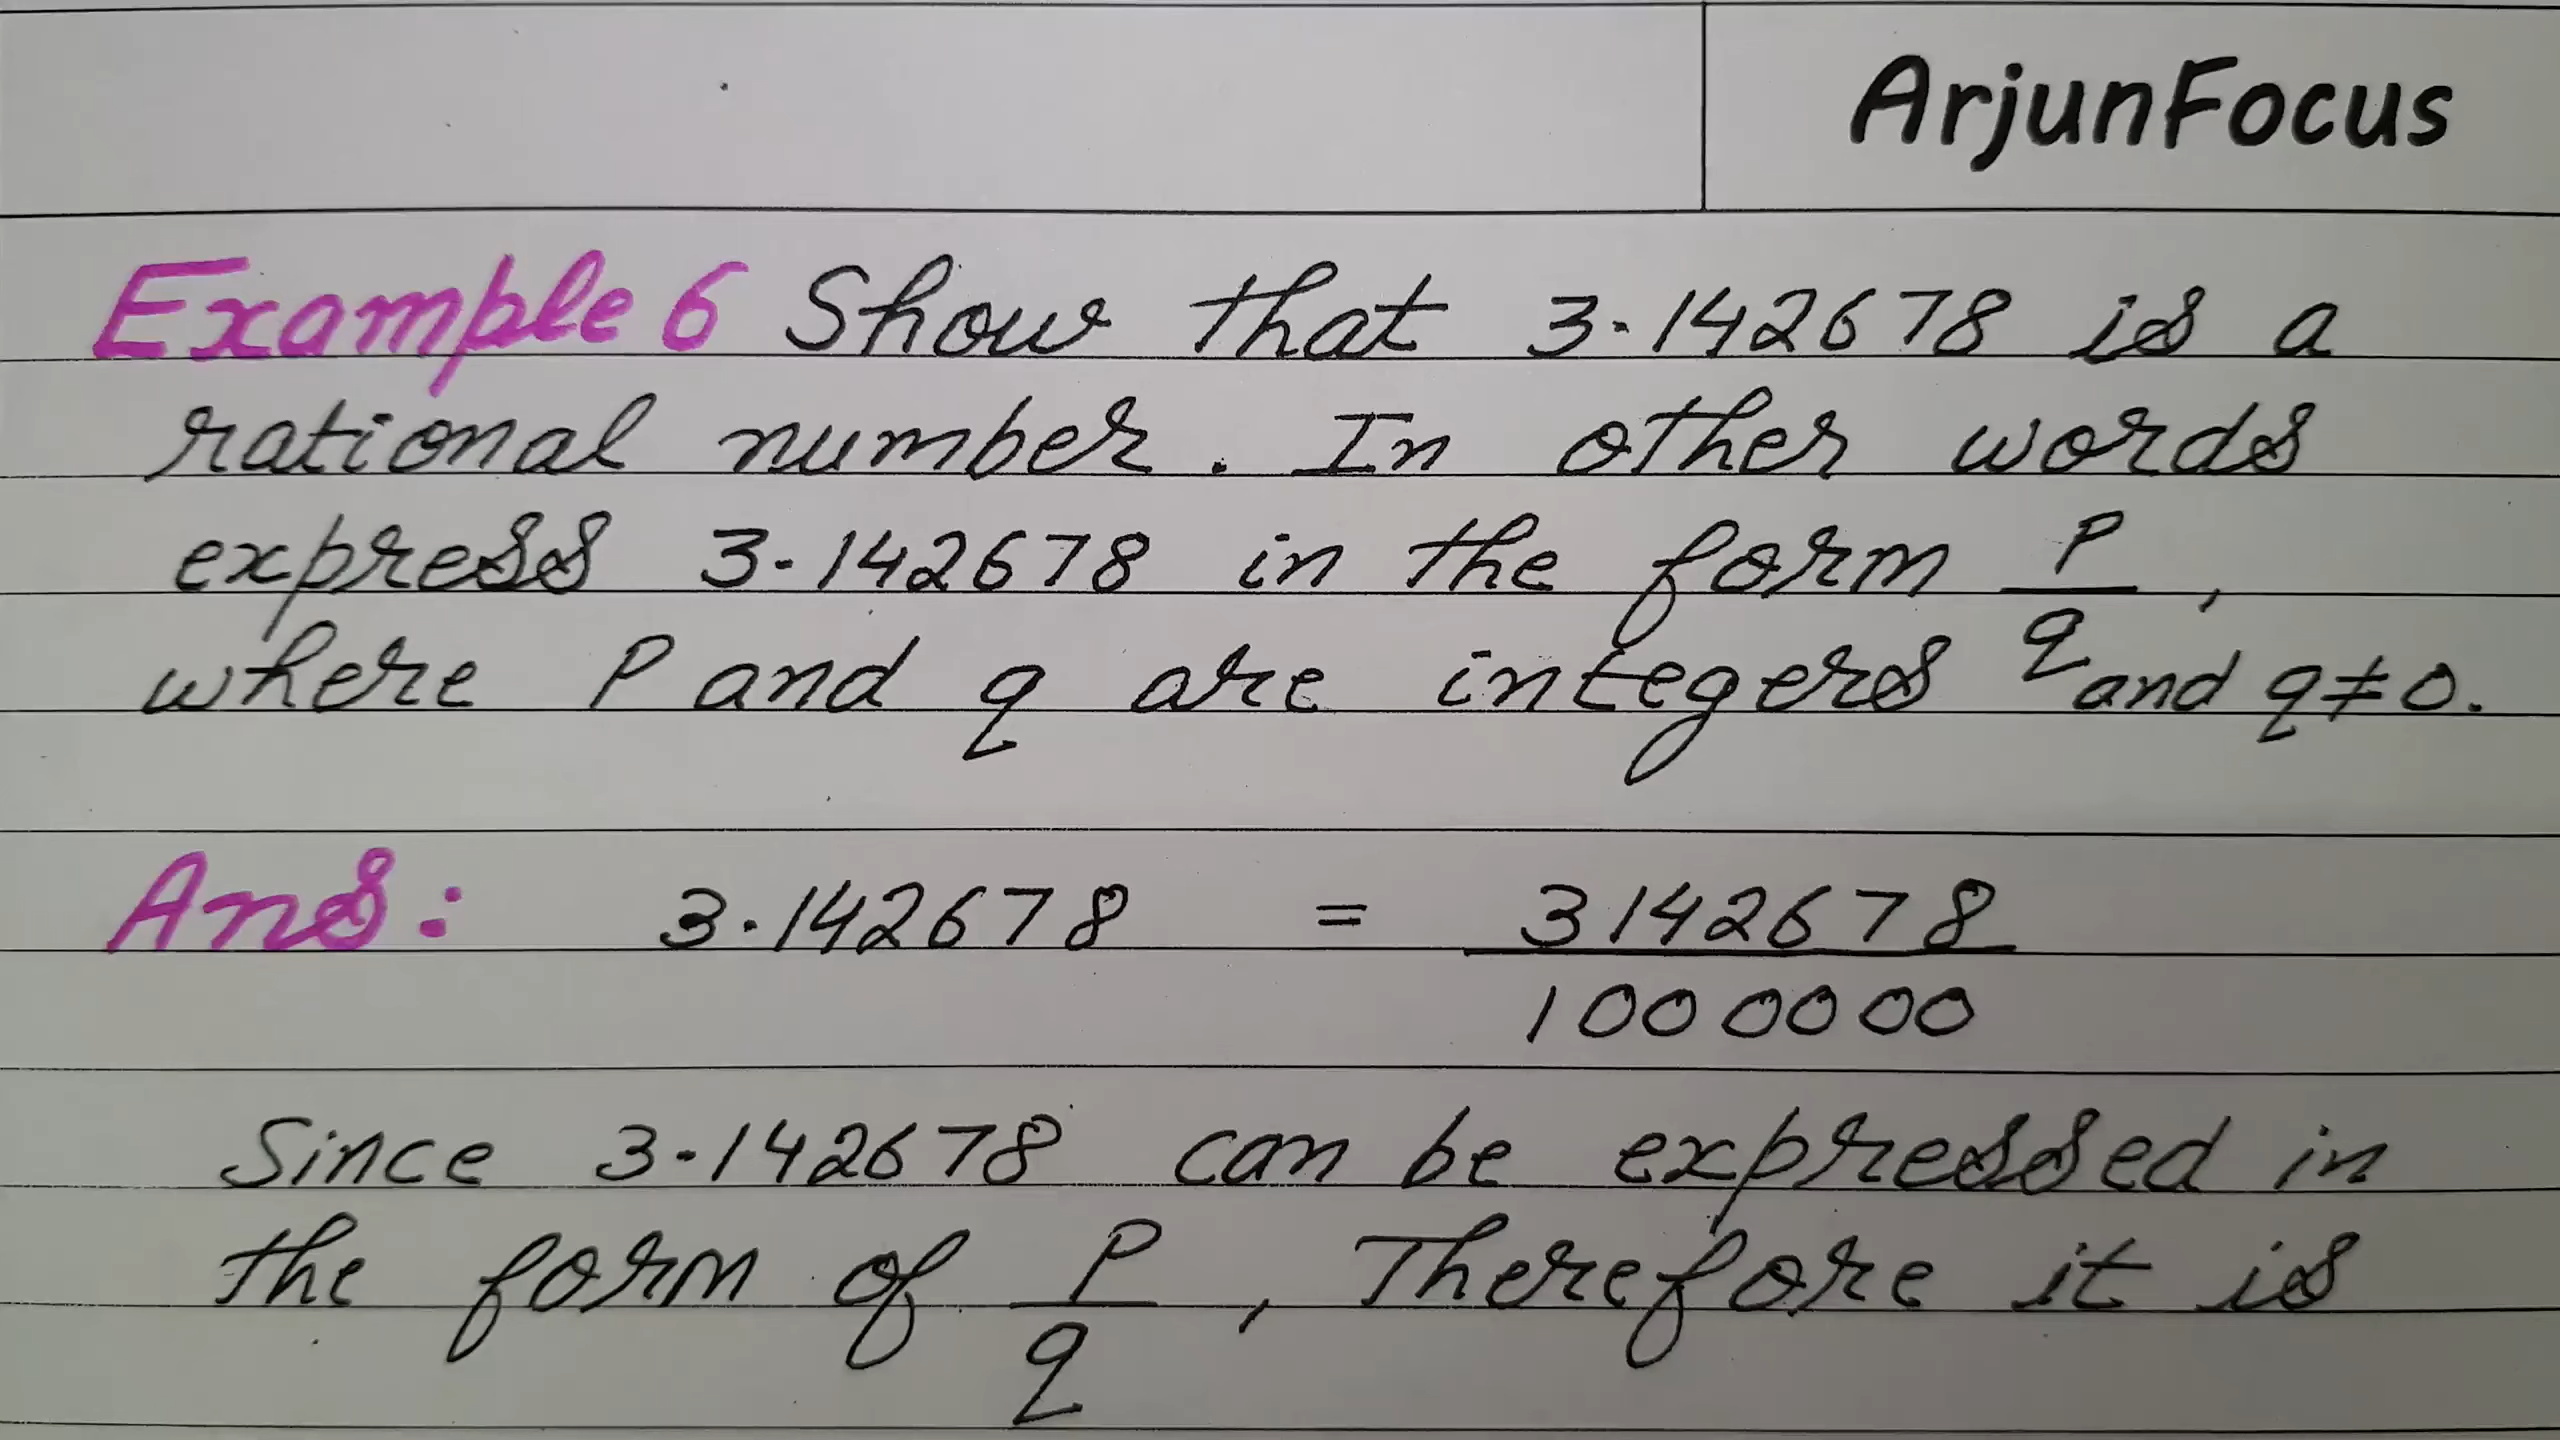 ArjunFocus
Example 6 Show that 3.142678 is a
rational number. In other words
express 3.142678 in the form P/q,
where P and q are integers and q≠0.
Ans: 3.142678 = 3142678/1000000
Since 3.142678 can be expressed in
the form of P/q, Therefore it is